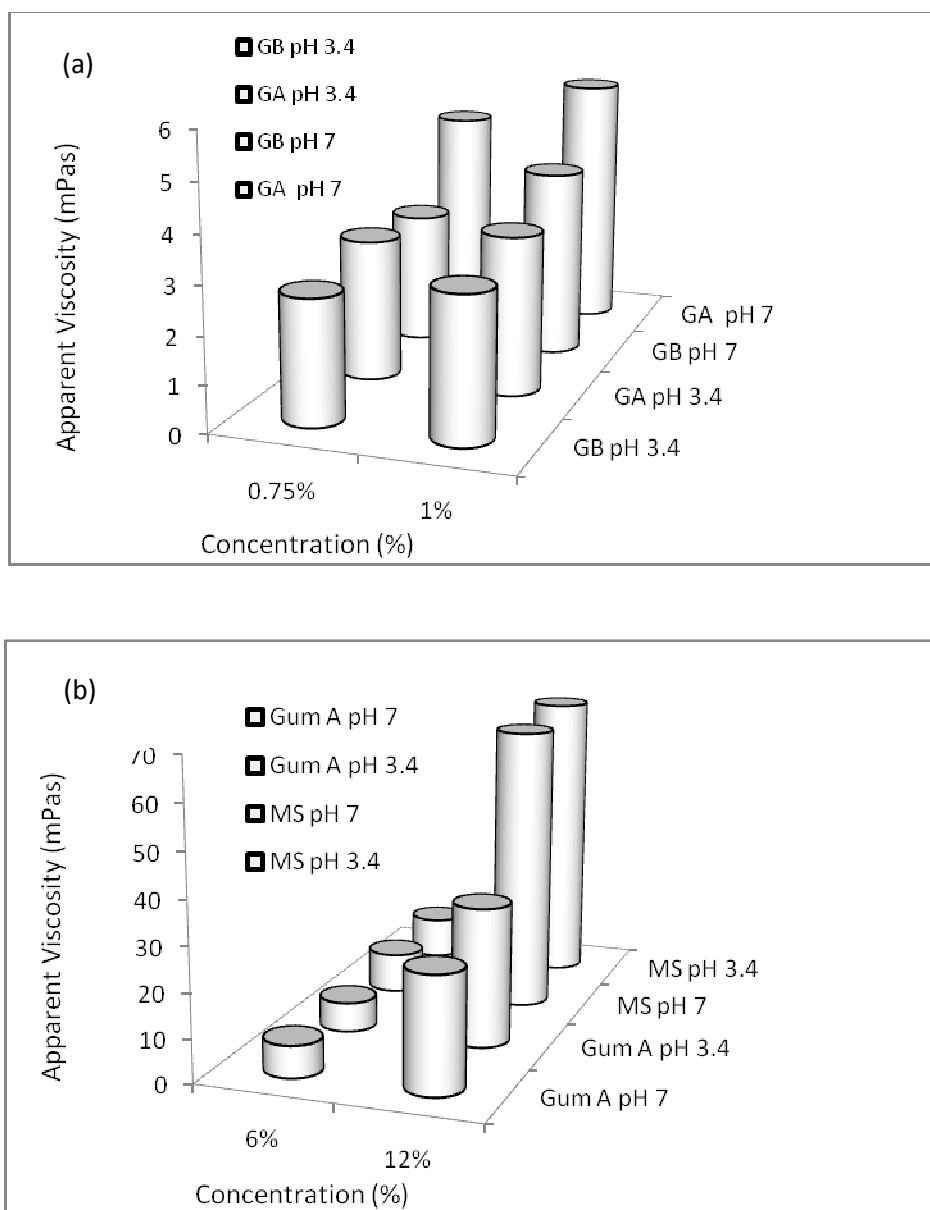 (a)
GB pH 3.4
GA pH 3.4
GB pH 7
GA pH 7
Apparent Viscosity (mPas)
6
5
4
3
2
1
0
0.75%
1%
Concentration (%)
GA pH 7
GB pH 7
GA pH 3.4
GB pH 3.4
(b)
Gum A pH 7
Gum A pH 3.4
MS pH 7
MS pH 3.4
Apparent Viscosity (mPas)
70
60
50
40
30
20
10
0
6%
12%
Concentration (%)
MS pH 3.4
MS pH 7
Gum A pH 3.4
Gum A pH 7